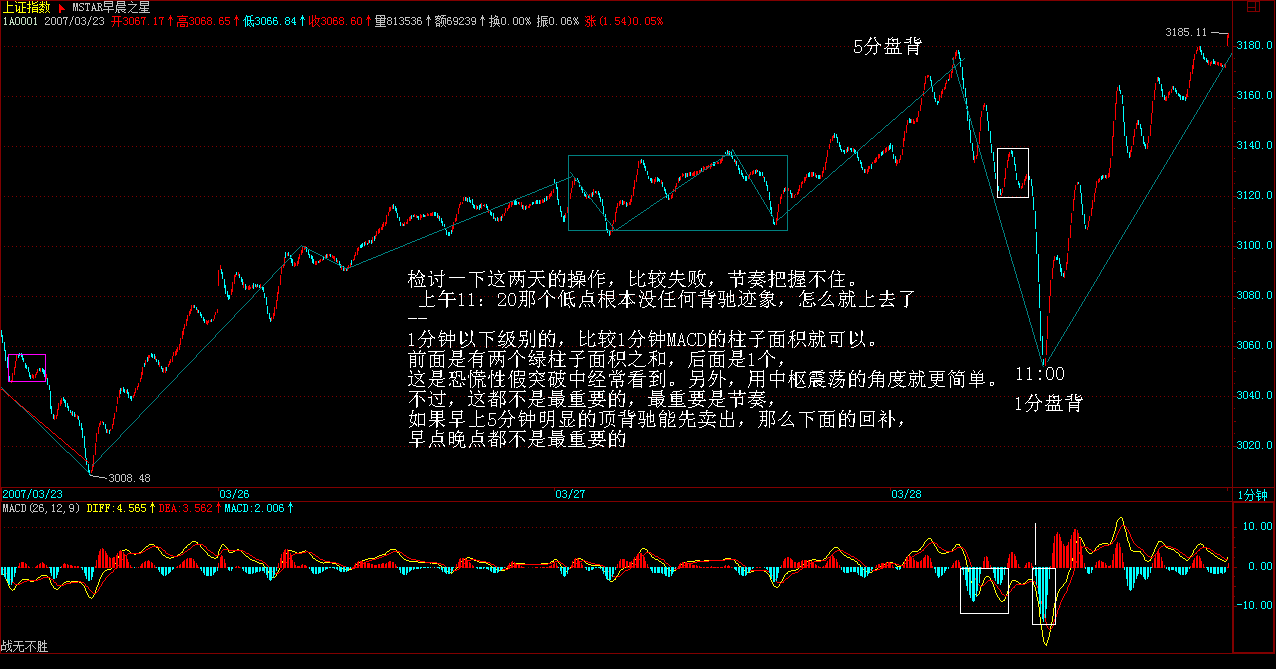 上证指数 MSTAR早晨之星
1A0001 2007/03/23 开3067.17↑高3068.65↑低3066.84↑收3068.60↑量813536↑额69239↑换0.00% 振0.06% 涨(1.54)0.05%
3185.11
5分盘背
3180.0
3160.0
3140.0
3120.0
3100.0
3080.0
3060.0
3040.0
3020.0
检讨一下这两天的操作，比较失败，节奏把握不住。
上午11：20那个低点根本没任何背驰迹象，怎么就上去了
--
1分钟以下级别的，比较1分钟MACD的柱子面积就可以。
前面是有两个绿柱子面积之和，后面是1个，
这是恐慌性假突破中经常看到。另外，用中枢震荡的角度就更简单。
不过，这都不是最重要的，最重要是节奏，
如果早上5分钟明显的顶背驰能先卖出，那么下面的回补，
早点晚点都不是最重要的
11:00
1分盘背
3008.48
2007/03/23 03/26 03/27 03/28 1分钟
MACD(26,12,9) DIFF:4.565↑DEA:3.562↑MACD:2.006↑
10.00
0.00
-10.00
战无不胜